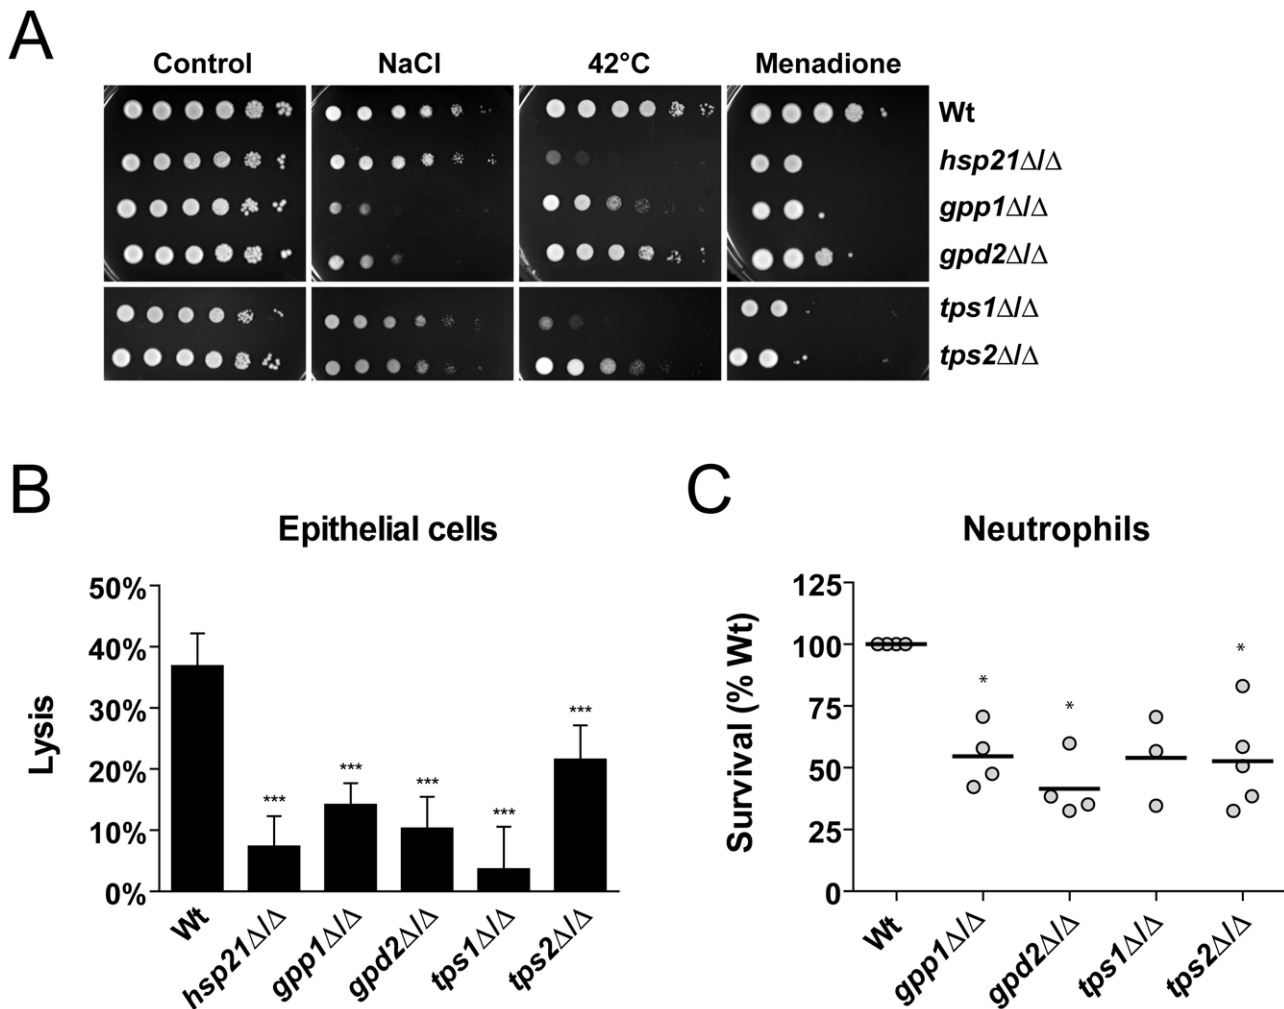 A
Control NaCl 42°C Menadione
Wt
hsp21Δ/Δ
gpp1Δ/Δ
gpd2Δ/Δ
tps1Δ/Δ
tps2Δ/Δ
B
Epithelial cells
Lysis
50%
40%
30%
20%
10%
0%
*** *** *** *** ***
Wt hsp21Δ/Δ gpp1Δ/Δ gpd2Δ/Δ tps1Δ/Δ tps2Δ/Δ
C
Neutrophils
Survival (% Wt)
125
100
75
50
25
0
* * *
Wt gpp1Δ/Δ gpd2Δ/Δ tps1Δ/Δ tps2Δ/Δ